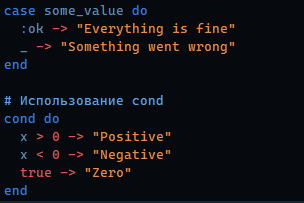 case some_value do
  :ok -> "Everything is fine"
  _ -> "Something went wrong"
end

# Использование cond
cond do
  x > 0 -> "Positive"
  x < 0 -> "Negative"
  true -> "Zero"
end